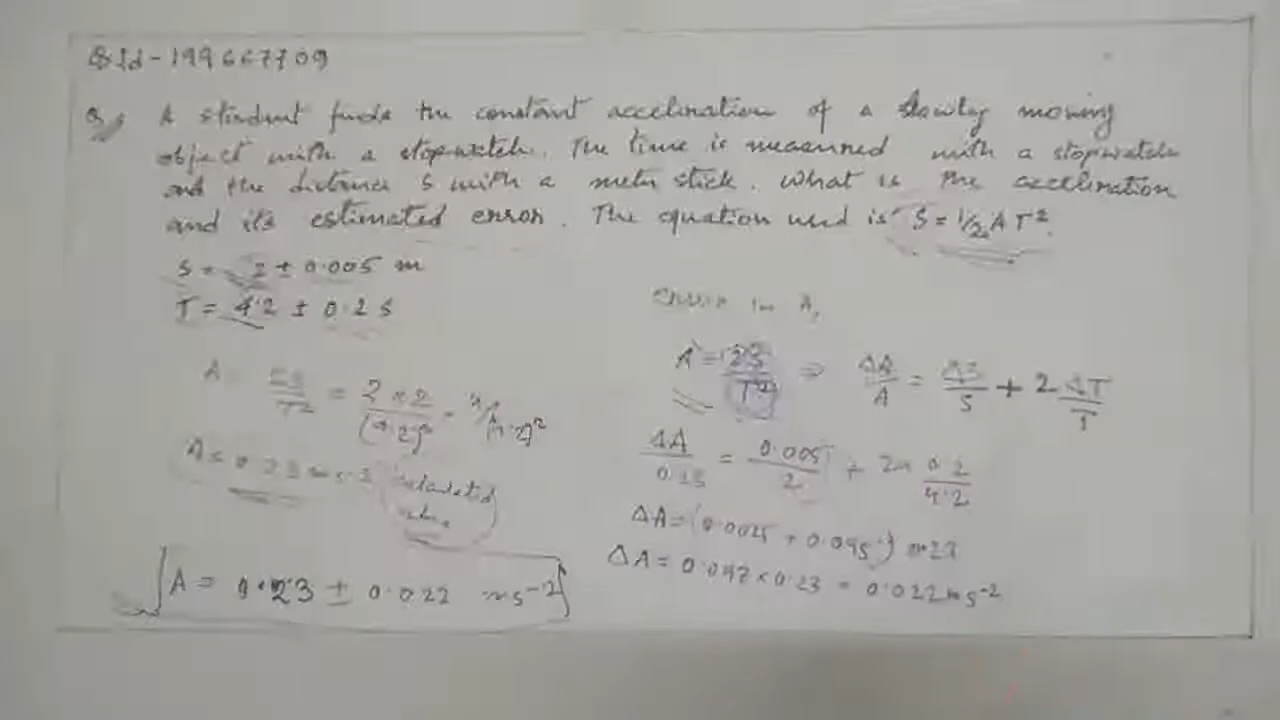 Q Id - 199667709
Q, A student finds the constant acceleration of a slowly moving
object with a stopwatch. The time is measured with a stopwatch
and the distance S with a meter stick. What is the acceleration
and its estimated error. The equation used is S = 1/2 A T².
S = 2 ± 0.005 m
T = 4.2 ± 0.2 s
A = 2S/T² = 2×2/(4.2)² = 4/(4.2)²
A = 0.23 ms-2 (calculated
value)
A = 0.23 ± 0.022 ms⁻²
error in A,
A = 2S/T² ⇒ ΔA/A = ΔS/S + 2 ΔT/T
ΔA/0.23 = 0.005/2 + 2× 0.2/4.2
ΔA = (0.0025 + 0.095) 0.23
ΔA = 0.097 × 0.23 = 0.022 ms⁻²